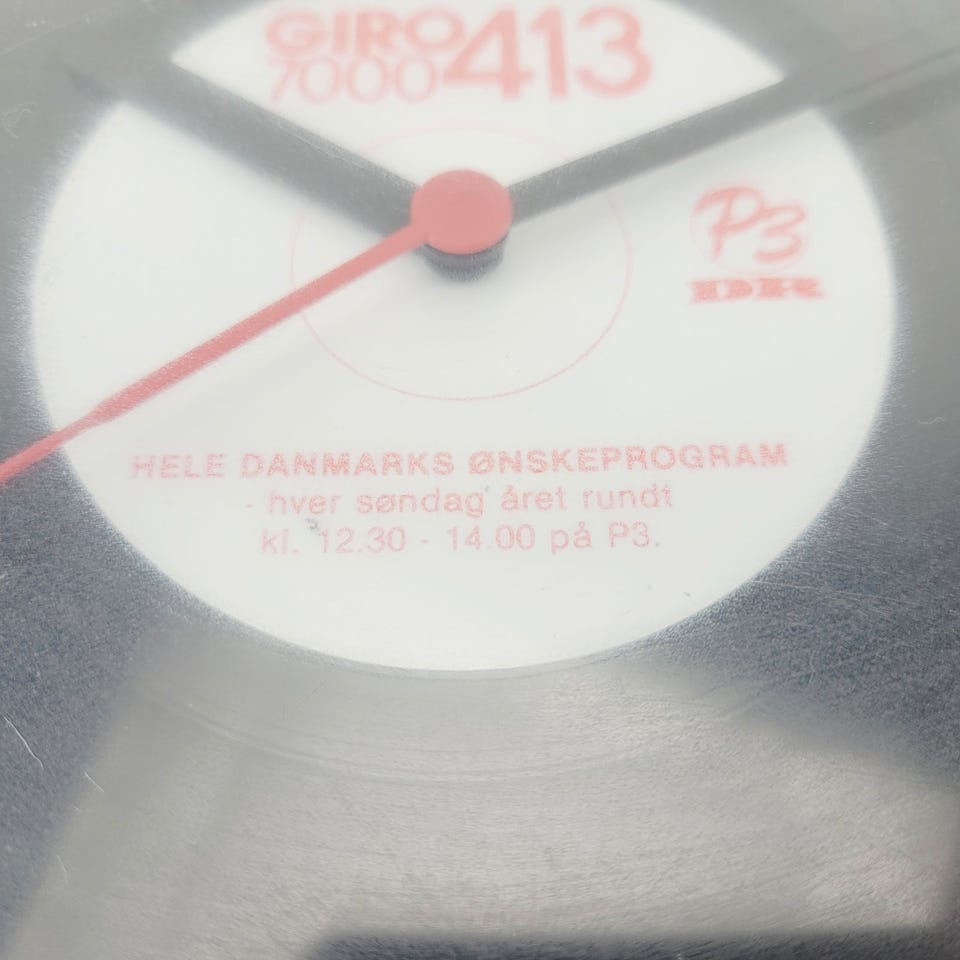 GIRO 413
7000
P3
DR
HELE DANMARKS ØNSKEPROGRAM
- hver søndag året rundt
kl. 12.30 - 14.00 på P3.